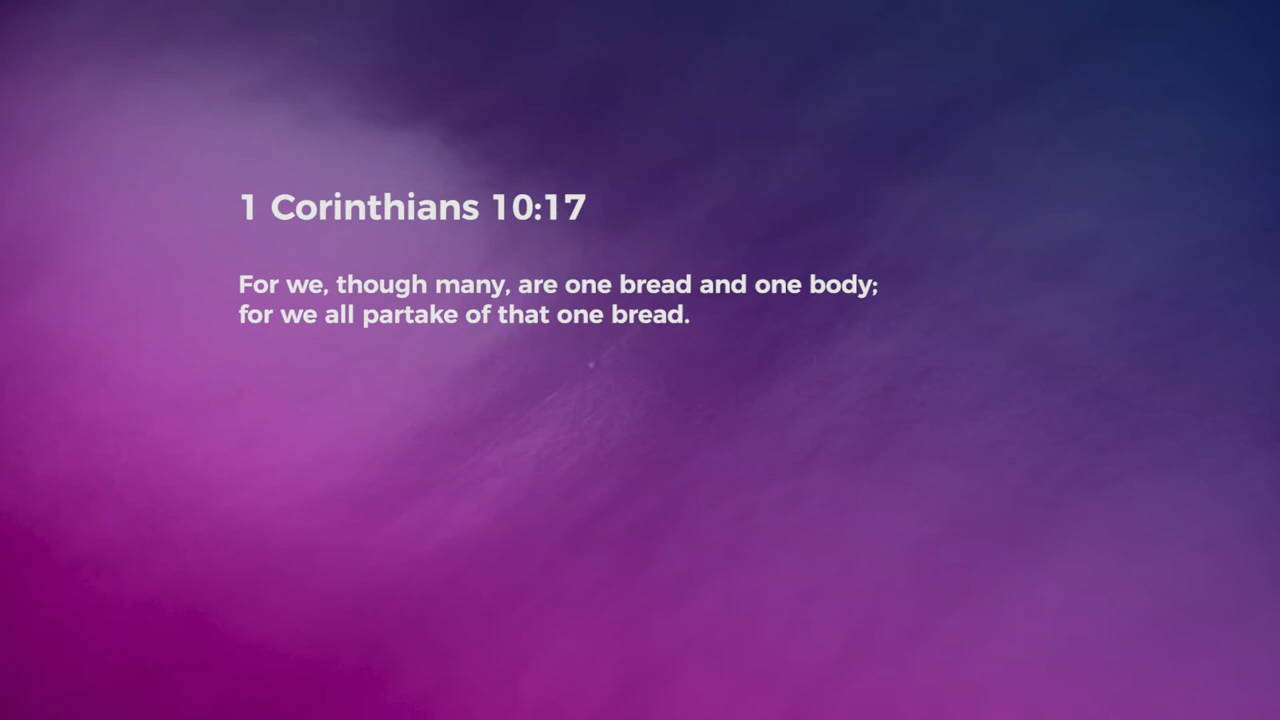 1 Corinthians 10:17
For we, though many, are one bread and one body;
for we all partake of that one bread.